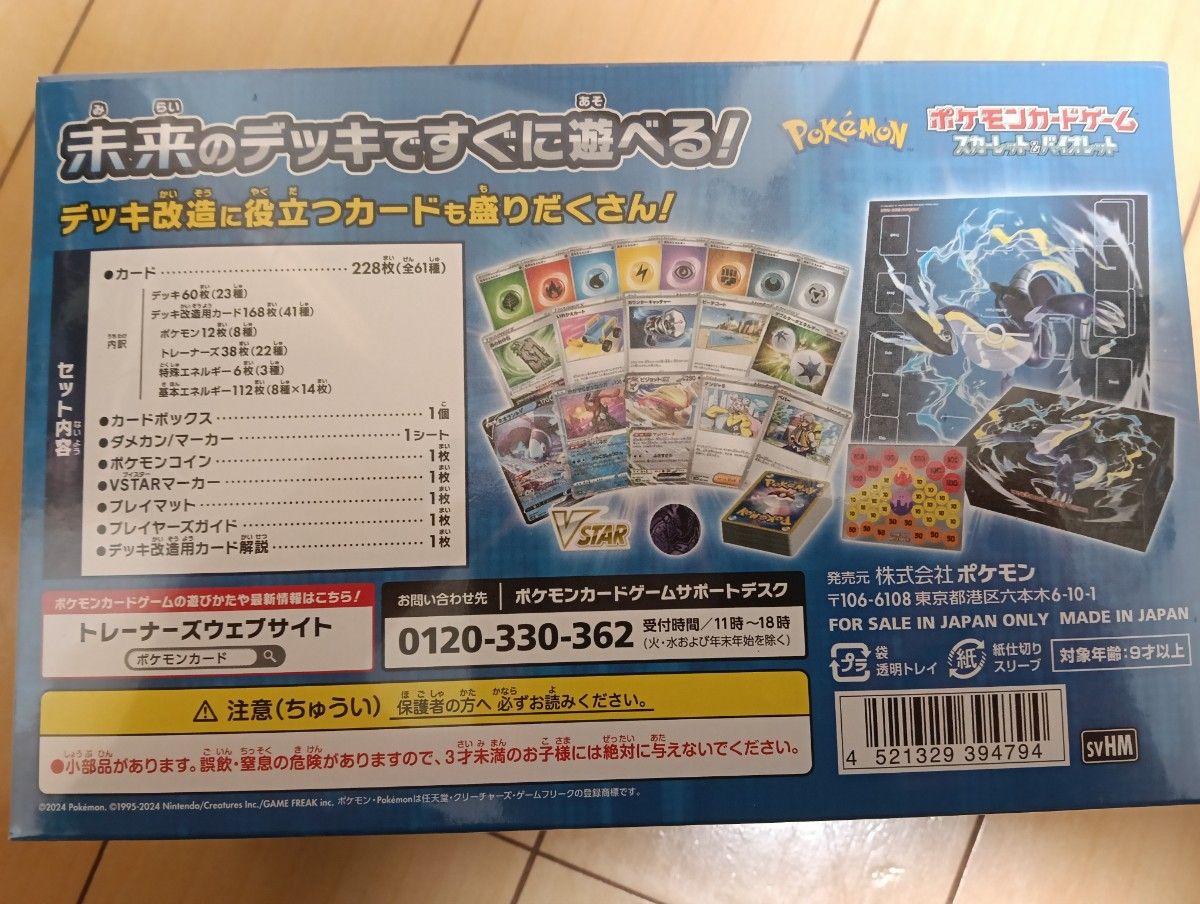 未来のデッキですぐに遊べる!
デッキ改造に役立つカードも盛りだくさん!
POKéMON
ポケモンカードゲーム
スカーレット&バイオレット
セット内容
●カード 228枚(全61種)
内訳
デッキ60枚(23種)
デッキ改造用カード168枚(41種)
ポケモン12枚(8種)
トレーナーズ38枚(22種)
特殊エネルギー6枚(3種)
基本エネルギー112枚(8種×14枚)
●カードボックス 1個
●ダメカン/マーカー 1シート
●ポケモンコイン 1枚
●VSTARマーカー 1枚
●プレイマット 1枚
●プレイヤーズガイド 1枚
●デッキ改造用カード解説 1枚
VSTAR
ポケモンカードゲームの遊びかたや最新情報はこちら!
トレーナーズウェブサイト
ポケモンカード
お問い合わせ先 ポケモンカードゲームサポートデスク
0120-330-362 受付時間/11時~18時
(火・水および年末年始を除く)
発売元 株式会社ポケモン
〒106-6108 東京都港区六本木6-10-1
FOR SALE IN JAPAN ONLY MADE IN JAPAN
プラ 袋 透明トレイ
紙 紙仕切り スリーブ
対象年齢:9才以上
⚠ 注意(ちゅうい) 保護者の方へ 必ずお読みください。
●小部品があります。誤飲・窒息の危険がありますので、3才未満のお子様には絶対に与えないでください。
4 521329 394794
svHM
©2024 Pokémon. ©1995-2024 Nintendo/Creatures Inc./GAME FREAK inc. ポケモン・Pokémonは任天堂・クリーチャーズ・ゲームフリークの登録商標です。